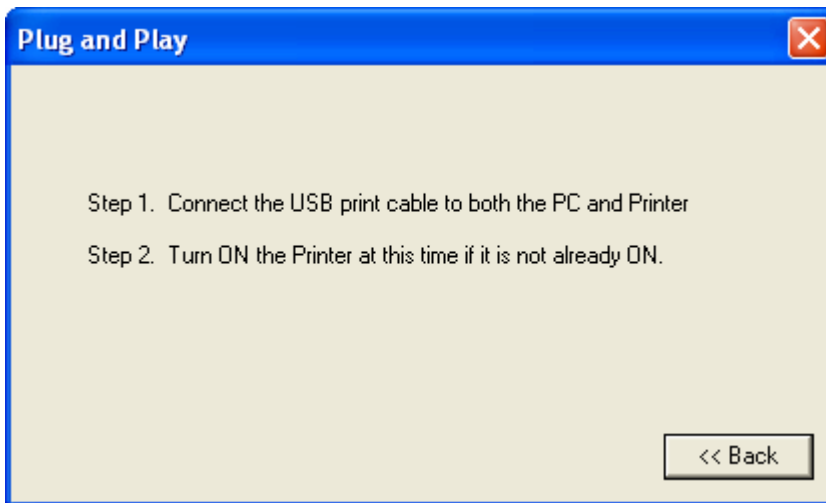 Plug and Play
Step 1. Connect the USB print cable to both the PC and Printer
Step 2. Turn ON the Printer at this time if it is not already ON.
<< Back